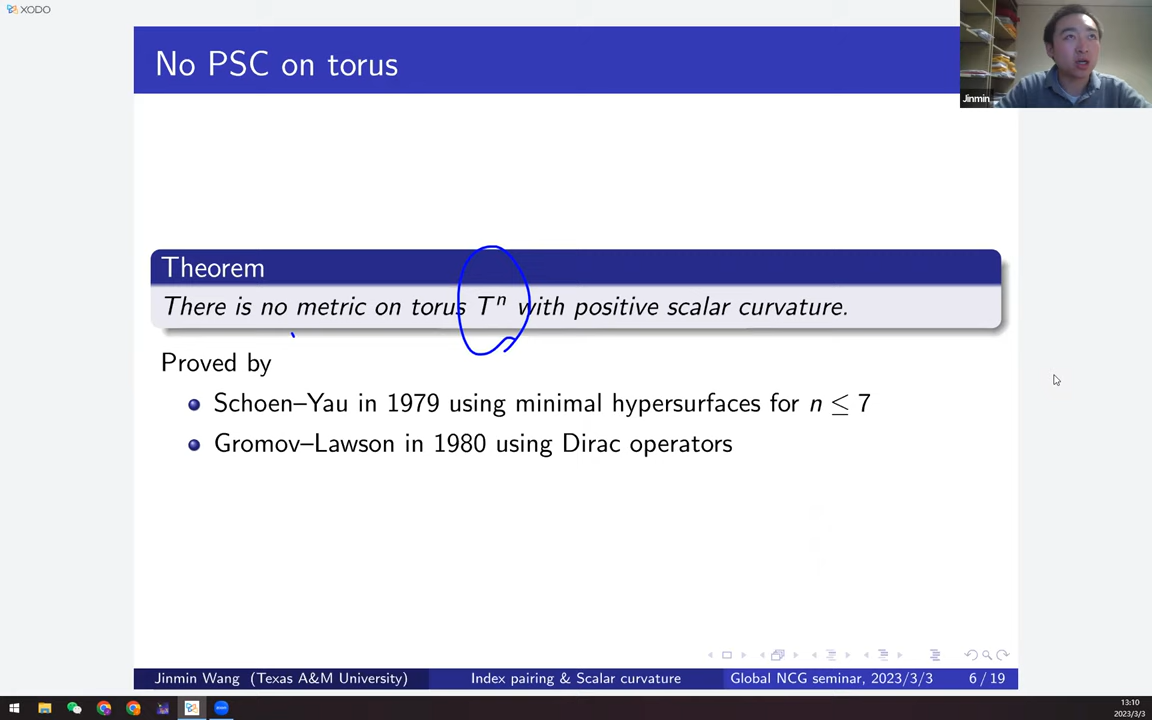 XODO
No PSC on torus
Jinmin
Theorem
There is no metric on torus Tⁿ with positive scalar curvature.
Proved by
Schoen–Yau in 1979 using minimal hypersurfaces for n ≤ 7
Gromov–Lawson in 1980 using Dirac operators
Jinmin Wang (Texas A&M University) Index pairing & Scalar curvature Global NCG seminar, 2023/3/3 6 / 19
13:10
2023/3/3